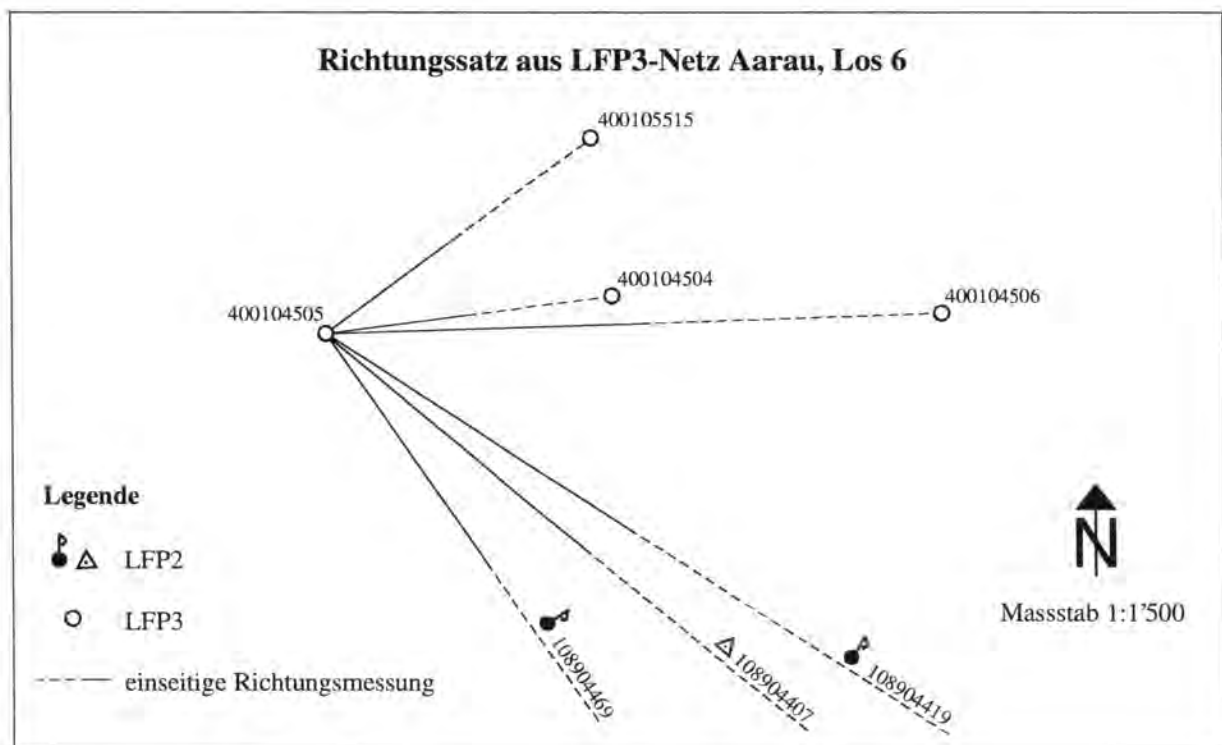 Richtungssatz aus LFP3-Netz Aarau, Los 6
400105515
400104504
400104506
400104505
Legende
LFP2
LFP3
einseitige Richtungsmessung
N
Massstab 1:1'500
108904469
108904407
108904419